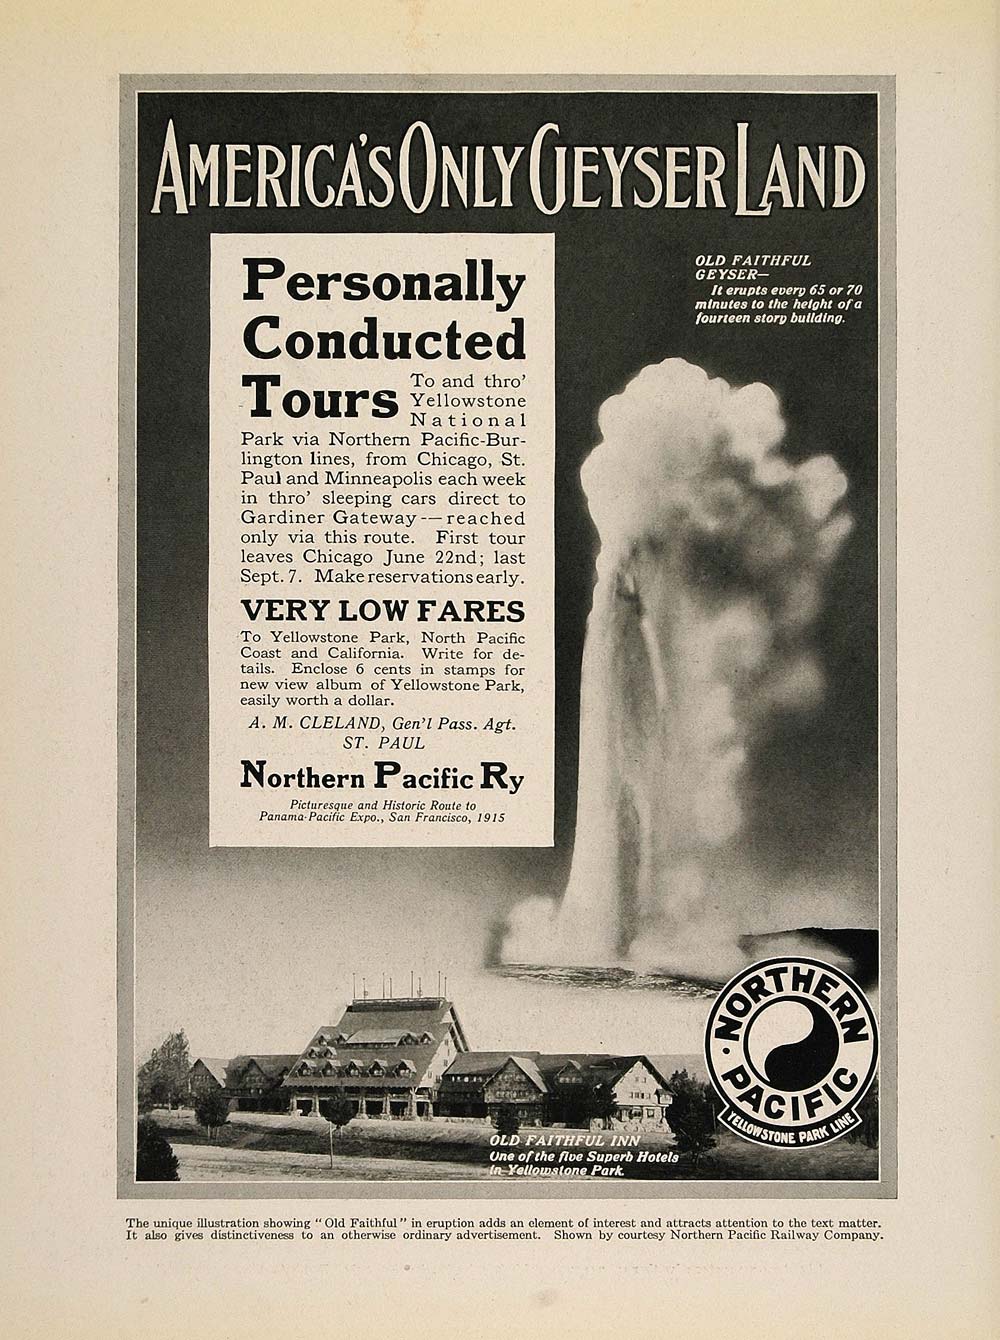 AMERICA'S ONLY GEYSER LAND
Personally
Conducted
Tours To and thro'
Yellowstone
National
Park via Northern Pacific-Bur-
lington lines, from Chicago, St.
Paul and Minneapolis each week
in thro' sleeping cars direct to
Gardiner Gateway—reached
only via this route. First tour
leaves Chicago June 22nd; last
Sept. 7. Make reservations early.
VERY LOW FARES
To Yellowstone Park, North Pacific
Coast and California. Write for de-
tails. Enclose 6 cents in stamps for
new view album of Yellowstone Park,
easily worth a dollar.
A. M. CLELAND, Gen'l Pass. Agt.
ST. PAUL
Northern Pacific Ry
Picturesque and Historic Route to
Panama-Pacific Expo., San Francisco, 1915
OLD FAITHFUL
GEYSER—
It erupts every 65 or 70
minutes to the height of a
fourteen story building.
NORTHERN
PACIFIC
YELLOWSTONE PARK LINE
OLD FAITHFUL INN
One of the five Superb Hotels
in Yellowstone Park.
The unique illustration showing "Old Faithful" in eruption adds an element of interest and attracts attention to the text matter.
It also gives distinctiveness to an otherwise ordinary advertisement. Shown by courtesy Northern Pacific Railway Company.